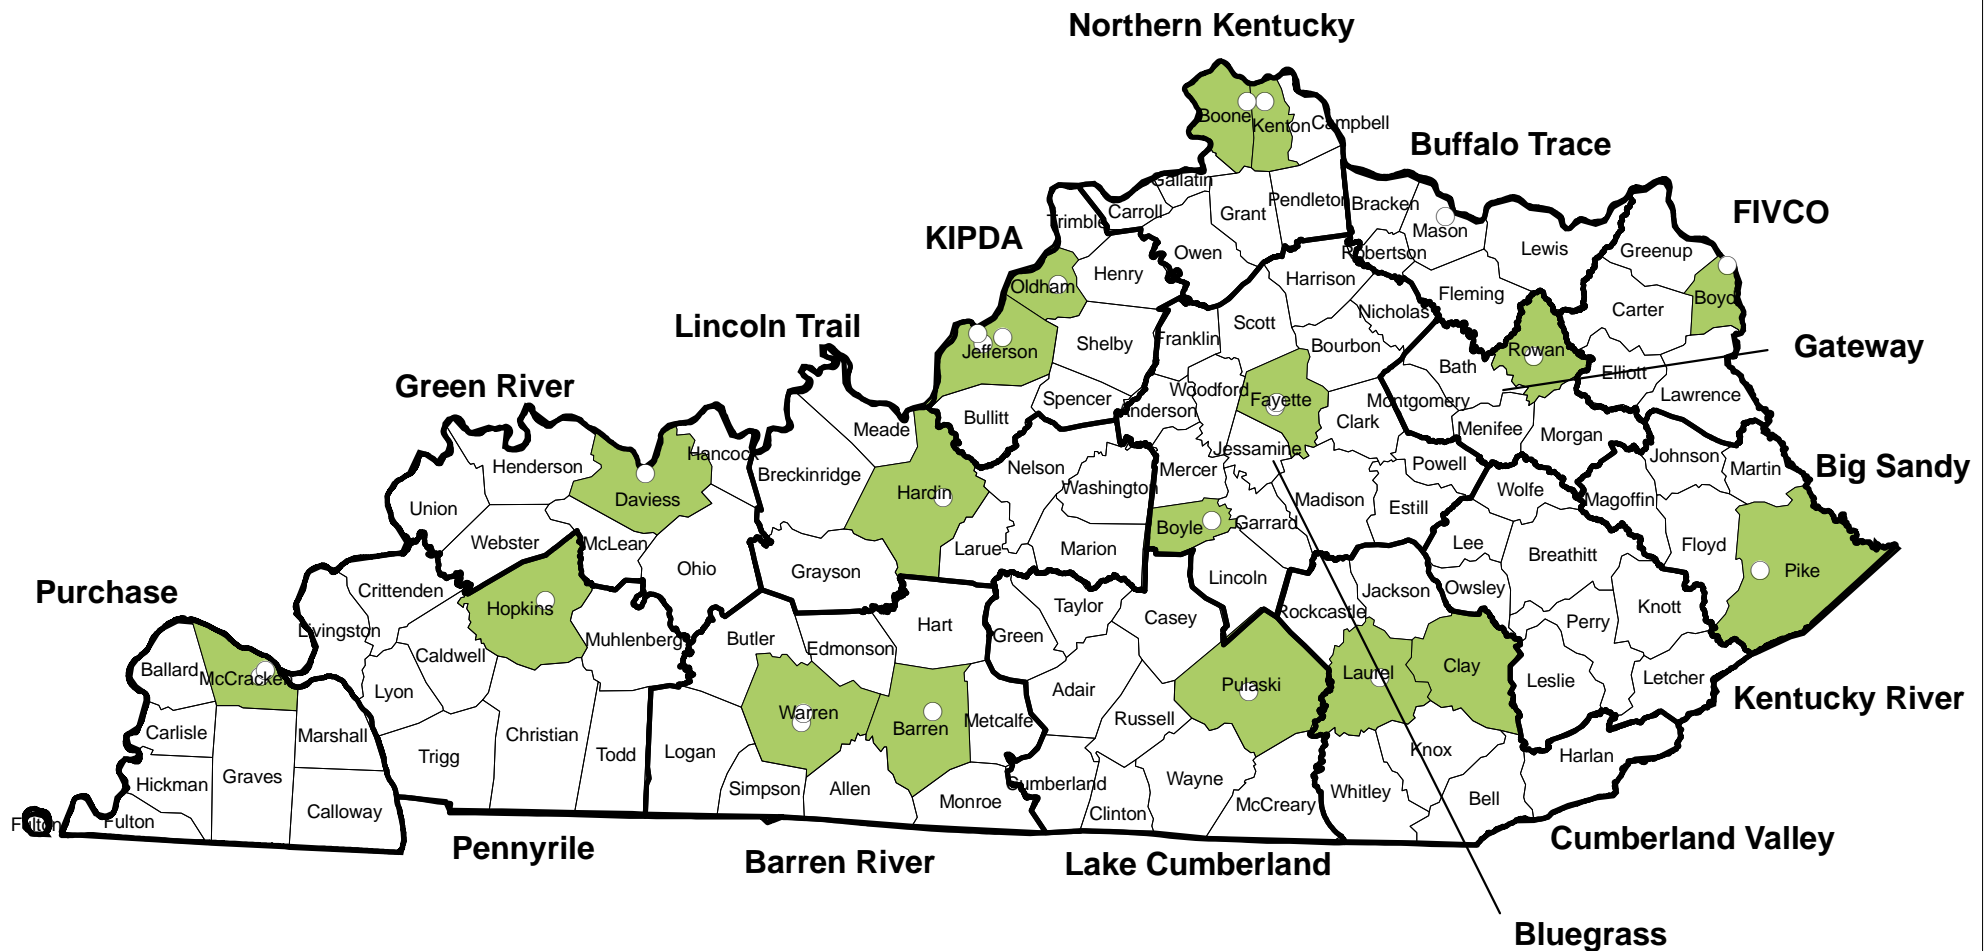 Northern Kentucky
Boone
Kenton
Campbell
Buffalo Trace
Gallatin
Carroll
Trimble
Grant
Pendleton
Bracken
Mason
FIVCO
KIPDA
Owen
Robertson
Lewis
Greenup
Henry
Oldham
Harrison
Fleming
Carter
Boyd
Nicholas
Lincoln Trail
Scott
Franklin
Shelby
Jefferson
Bourbon
Rowan
Gateway
Bath
Elliott
Green River
Woodford
Fayette
Montgomery
Lawrence
Spencer
Anderson
Bullitt
Clark
Meade
Menifee
Morgan
Jessamine
Hancock
Henderson
Breckinridge
Nelson
Mercer
Powell
Johnson
Martin
Big Sandy
Daviess
Hardin
Washington
Madison
Wolfe
Magoffin
Union
Estill
Boyle
Garrard
Webster
McLean
Larue
Marion
Lee
Breathitt
Floyd
Pike
Ohio
Grayson
Lincoln
Purchase
Crittenden
Jackson
Owsley
Hopkins
Taylor
Casey
Rockcastle
Knott
Livingston
Muhlenberg
Butler
Hart
Green
Perry
Caldwell
Edmonson
Ballard
McCracken
Laurel
Clay
Leslie
Letcher
Lyon
Adair
Pulaski
Kentucky River
Warren
Barren
Metcalfe
Russell
Carlisle
Marshall
Christian
Logan
Trigg
Todd
Knox
Harlan
Hickman
Graves
Simpson
Allen
Monroe
Cumberland
Wayne
McCreary
Whitley
Bell
Calloway
Clinton
Fulton
Fulton
Pennyrile
Barren River
Lake Cumberland
Cumberland Valley
Bluegrass